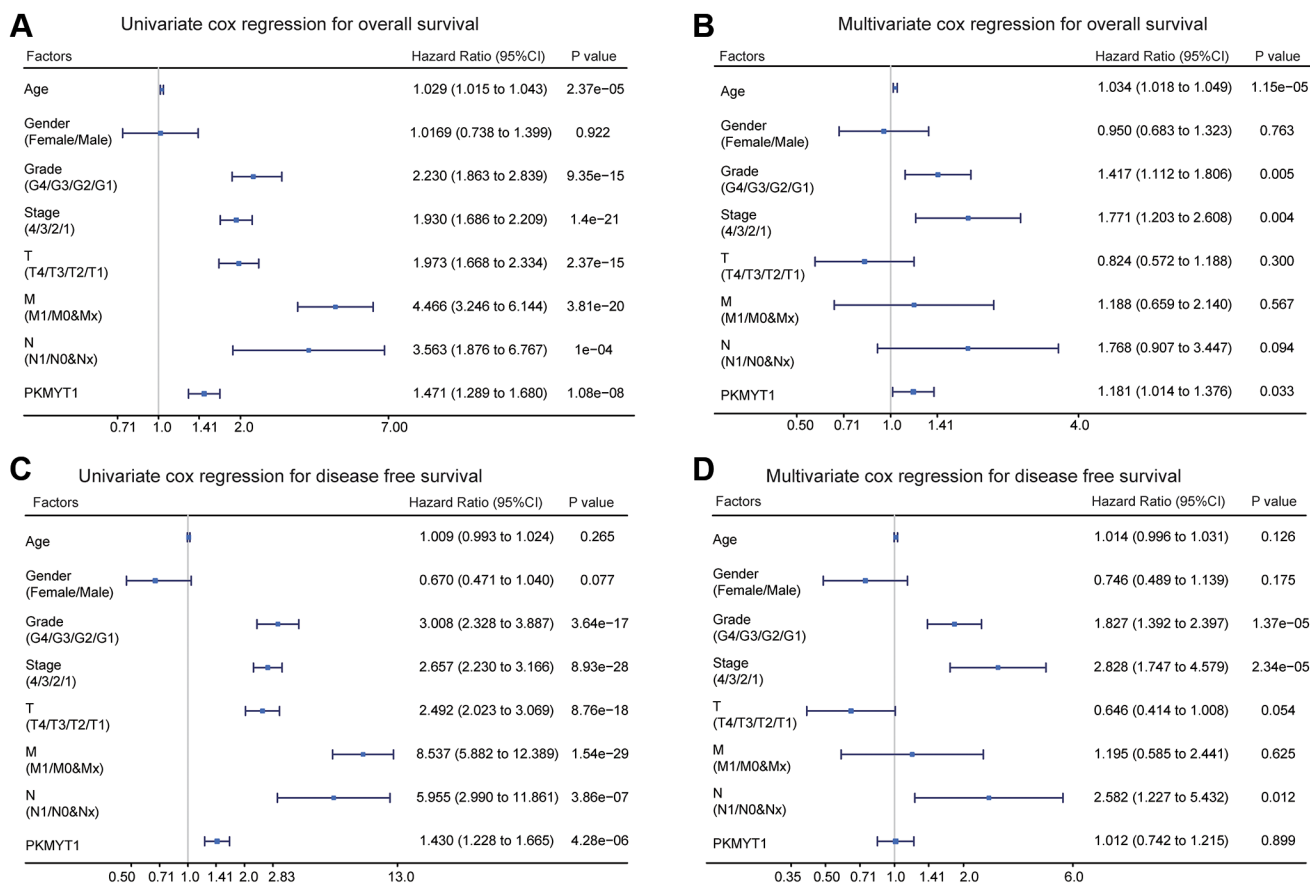 A
Univariate cox regression for overall survival
Factors Hazard Ratio (95%CI) P value
Age 1.029 (1.015 to 1.043) 2.37e−05
Gender
(Female/Male) 1.0169 (0.738 to 1.399) 0.922
Grade
(G4/G3/G2/G1) 2.230 (1.863 to 2.839) 9.35e−15
Stage
(4/3/2/1) 1.930 (1.686 to 2.209) 1.4e−21
T
(T4/T3/T2/T1) 1.973 (1.668 to 2.334) 2.37e−15
M
(M1/M0&Mx) 4.466 (3.246 to 6.144) 3.81e−20
N
(N1/N0&Nx) 3.563 (1.876 to 6.767) 1e−04
PKMYT1 1.471 (1.289 to 1.680) 1.08e−08
0.71 1.0 1.41 2.0 7.00
B
Multivariate cox regression for overall survival
Factors Hazard Ratio (95%CI) P value
Age 1.034 (1.018 to 1.049) 1.15e−05
Gender
(Female/Male) 0.950 (0.683 to 1.323) 0.763
Grade
(G4/G3/G2/G1) 1.417 (1.112 to 1.806) 0.005
Stage
(4/3/2/1) 1.771 (1.203 to 2.608) 0.004
T
(T4/T3/T2/T1) 0.824 (0.572 to 1.188) 0.300
M
(M1/M0&Mx) 1.188 (0.659 to 2.140) 0.567
N
(N1/N0&Nx) 1.768 (0.907 to 3.447) 0.094
PKMYT1 1.181 (1.014 to 1.376) 0.033
0.50 0.71 1.0 1.41 4.0
C
Univariate cox regression for disease free survival
Factors Hazard Ratio (95%CI) P value
Age 1.009 (0.993 to 1.024) 0.265
Gender
(Female/Male) 0.670 (0.471 to 1.040) 0.077
Grade
(G4/G3/G2/G1) 3.008 (2.328 to 3.887) 3.64e−17
Stage
(4/3/2/1) 2.657 (2.230 to 3.166) 8.93e−28
T
(T4/T3/T2/T1) 2.492 (2.023 to 3.069) 8.76e−18
M
(M1/M0&Mx) 8.537 (5.882 to 12.389) 1.54e−29
N
(N1/N0&Nx) 5.955 (2.990 to 11.861) 3.86e−07
PKMYT1 1.430 (1.228 to 1.665) 4.28e−06
0.50 0.71 1.0 1.41 2.0 2.83 13.0
D
Multivariate cox regression for disease free survival
Factors Hazard Ratio (95%CI) P value
Age 1.014 (0.996 to 1.031) 0.126
Gender
(Female/Male) 0.746 (0.489 to 1.139) 0.175
Grade
(G4/G3/G2/G1) 1.827 (1.392 to 2.397) 1.37e−05
Stage
(4/3/2/1) 2.828 (1.747 to 4.579) 2.34e−05
T
(T4/T3/T2/T1) 0.646 (0.414 to 1.008) 0.054
M
(M1/M0&Mx) 1.195 (0.585 to 2.441) 0.625
N
(N1/N0&Nx) 2.582 (1.227 to 5.432) 0.012
PKMYT1 1.012 (0.742 to 1.215) 0.899
0.35 0.50 0.71 1.0 1.41 2.0 6.0